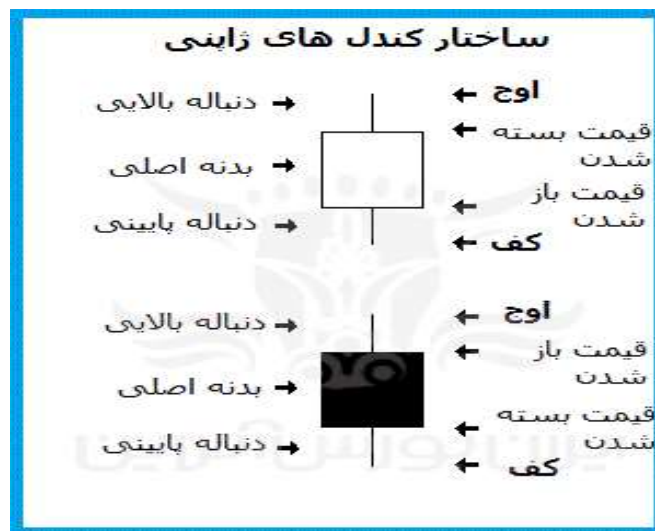 ساختار کندل های ژاپنی
اوج
دنباله بالایی
قیمت بسته
شدن
بدنه اصلی
قیمت باز
شدن
دنباله پایینی
کف
اوج
دنباله بالایی
قیمت باز
شدن
بدنه اصلی
قیمت بسته
شدن
دنباله پایینی
کف